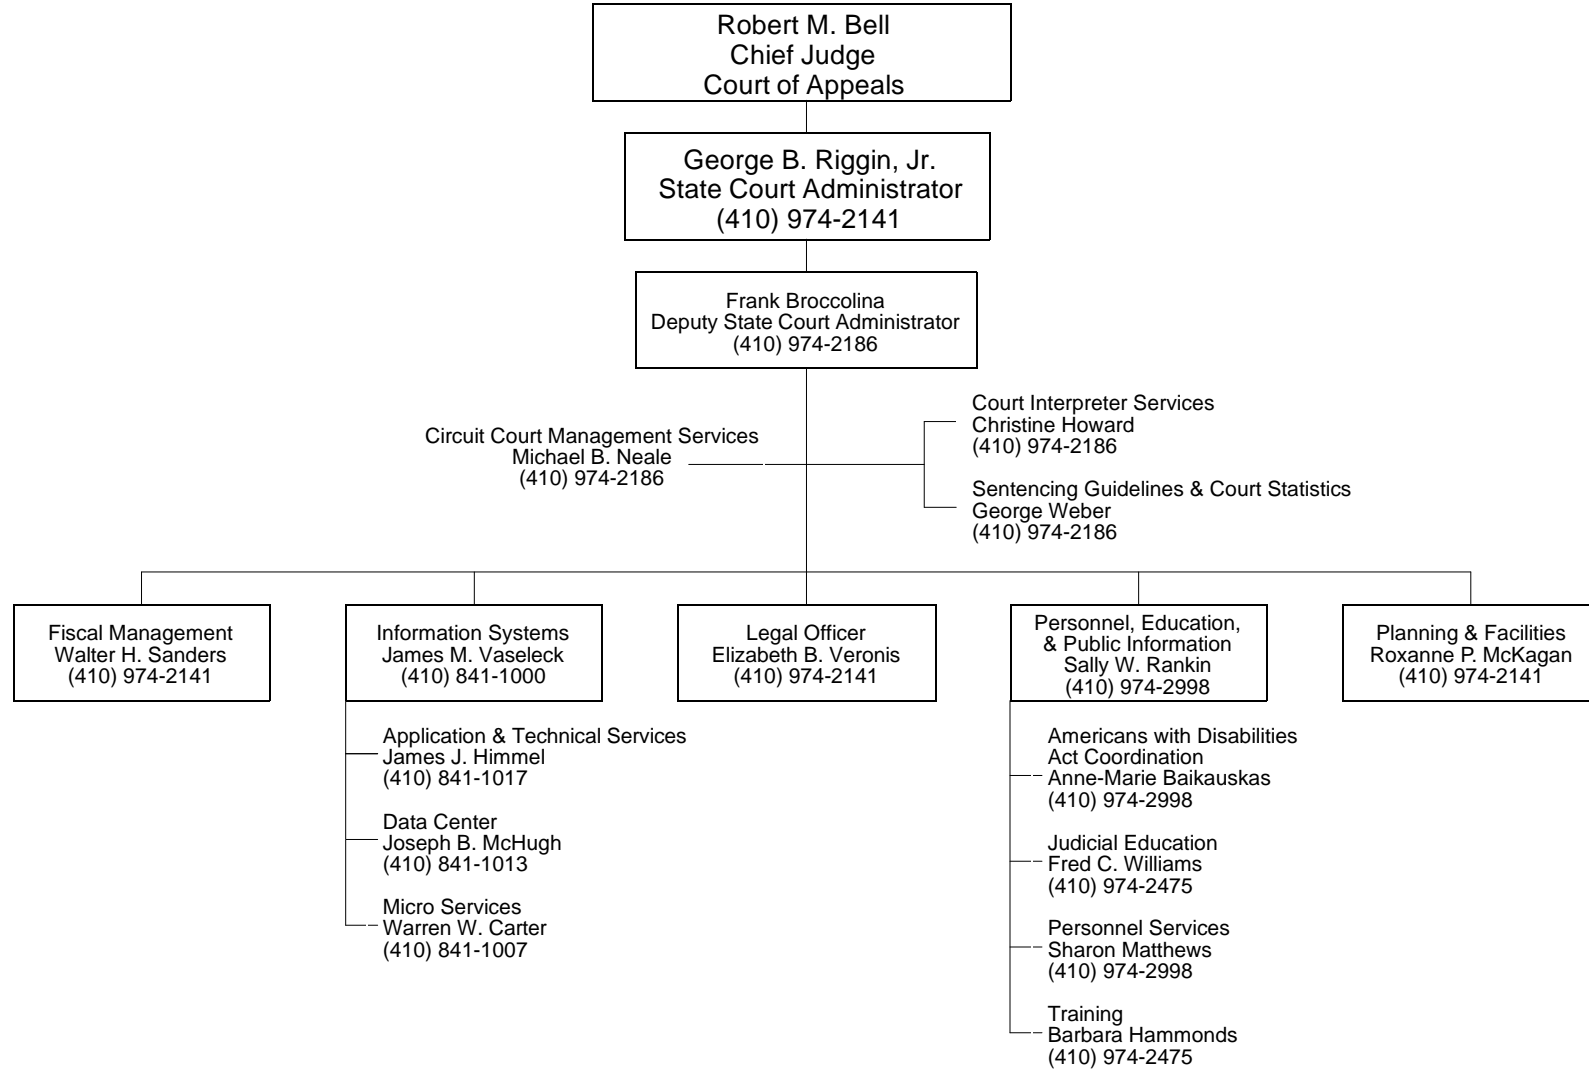 Robert M. Bell
Chief Judge
Court of Appeals
George B. Riggin, Jr.
State Court Administrator
(410) 974-2141
Frank Broccolina
Deputy State Court Administrator
(410) 974-2186
Circuit Court Management Services
Michael B. Neale
(410) 974-2186
Court Interpreter Services
Christine Howard
(410) 974-2186
Sentencing Guidelines & Court Statistics
George Weber
(410) 974-2186
Fiscal Management
Walter H. Sanders
(410) 974-2141
Information Systems
James M. Vaseleck
(410) 841-1000
Application & Technical Services
James J. Himmel
(410) 841-1017
Data Center
Joseph B. McHugh
(410) 841-1013
Micro Services
Warren W. Carter
(410) 841-1007
Legal Officer
Elizabeth B. Veronis
(410) 974-2141
Personnel, Education,
& Public Information
Sally W. Rankin
(410) 974-2998
Americans with Disabilities
Act Coordination
Anne-Marie Baikauskas
(410) 974-2998
Judicial Education
Fred C. Williams
(410) 974-2475
Personnel Services
Sharon Matthews
(410) 974-2998
Training
Barbara Hammonds
(410) 974-2475
Planning & Facilities
Roxanne P. McKagan
(410) 974-2141